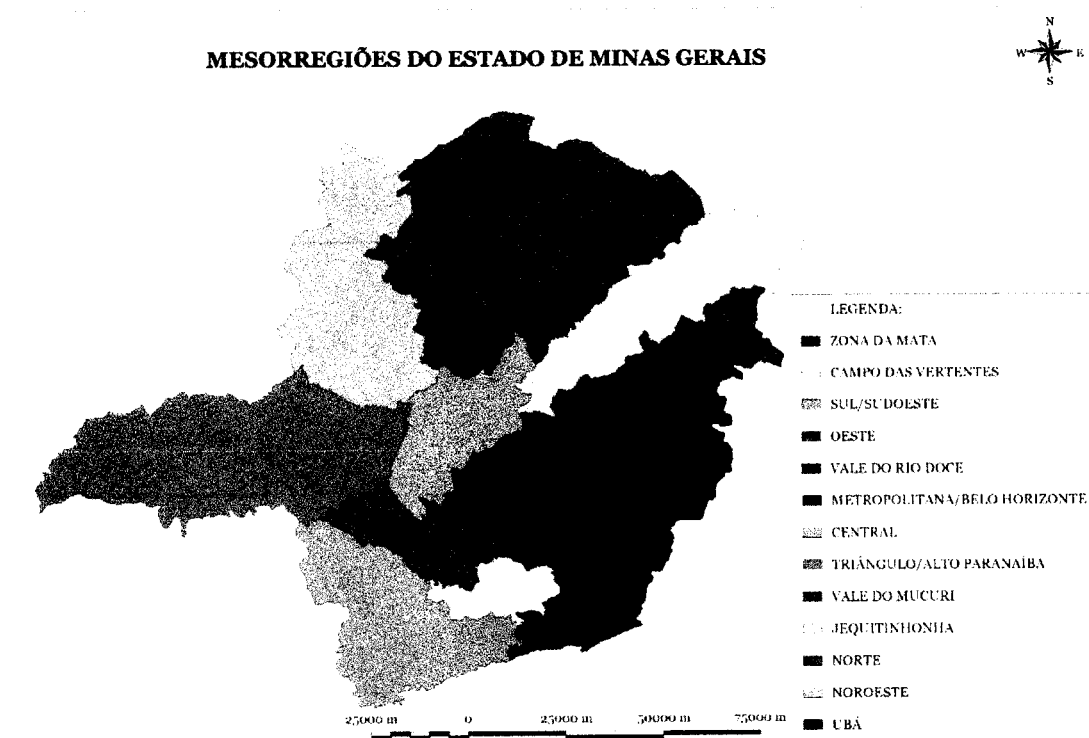 N
MESORREGIÕES DO ESTADO DE MINAS GERAIS
W E
S
LEGENDA:
ZONA DA MATA
CAMPO DAS VERTENTES
SUL/SUDOESTE
OESTE
VALE DO RIO DOCE
METROPOLITANA/BELO HORIZONTE
CENTRAL
TRIÂNGULO/ALTO PARANAÍBA
VALE DO MUCURI
JEQUITINHONHA
NORTE
NOROESTE
UBÁ
25000 m 0 25000 m 50000 m 75000 m